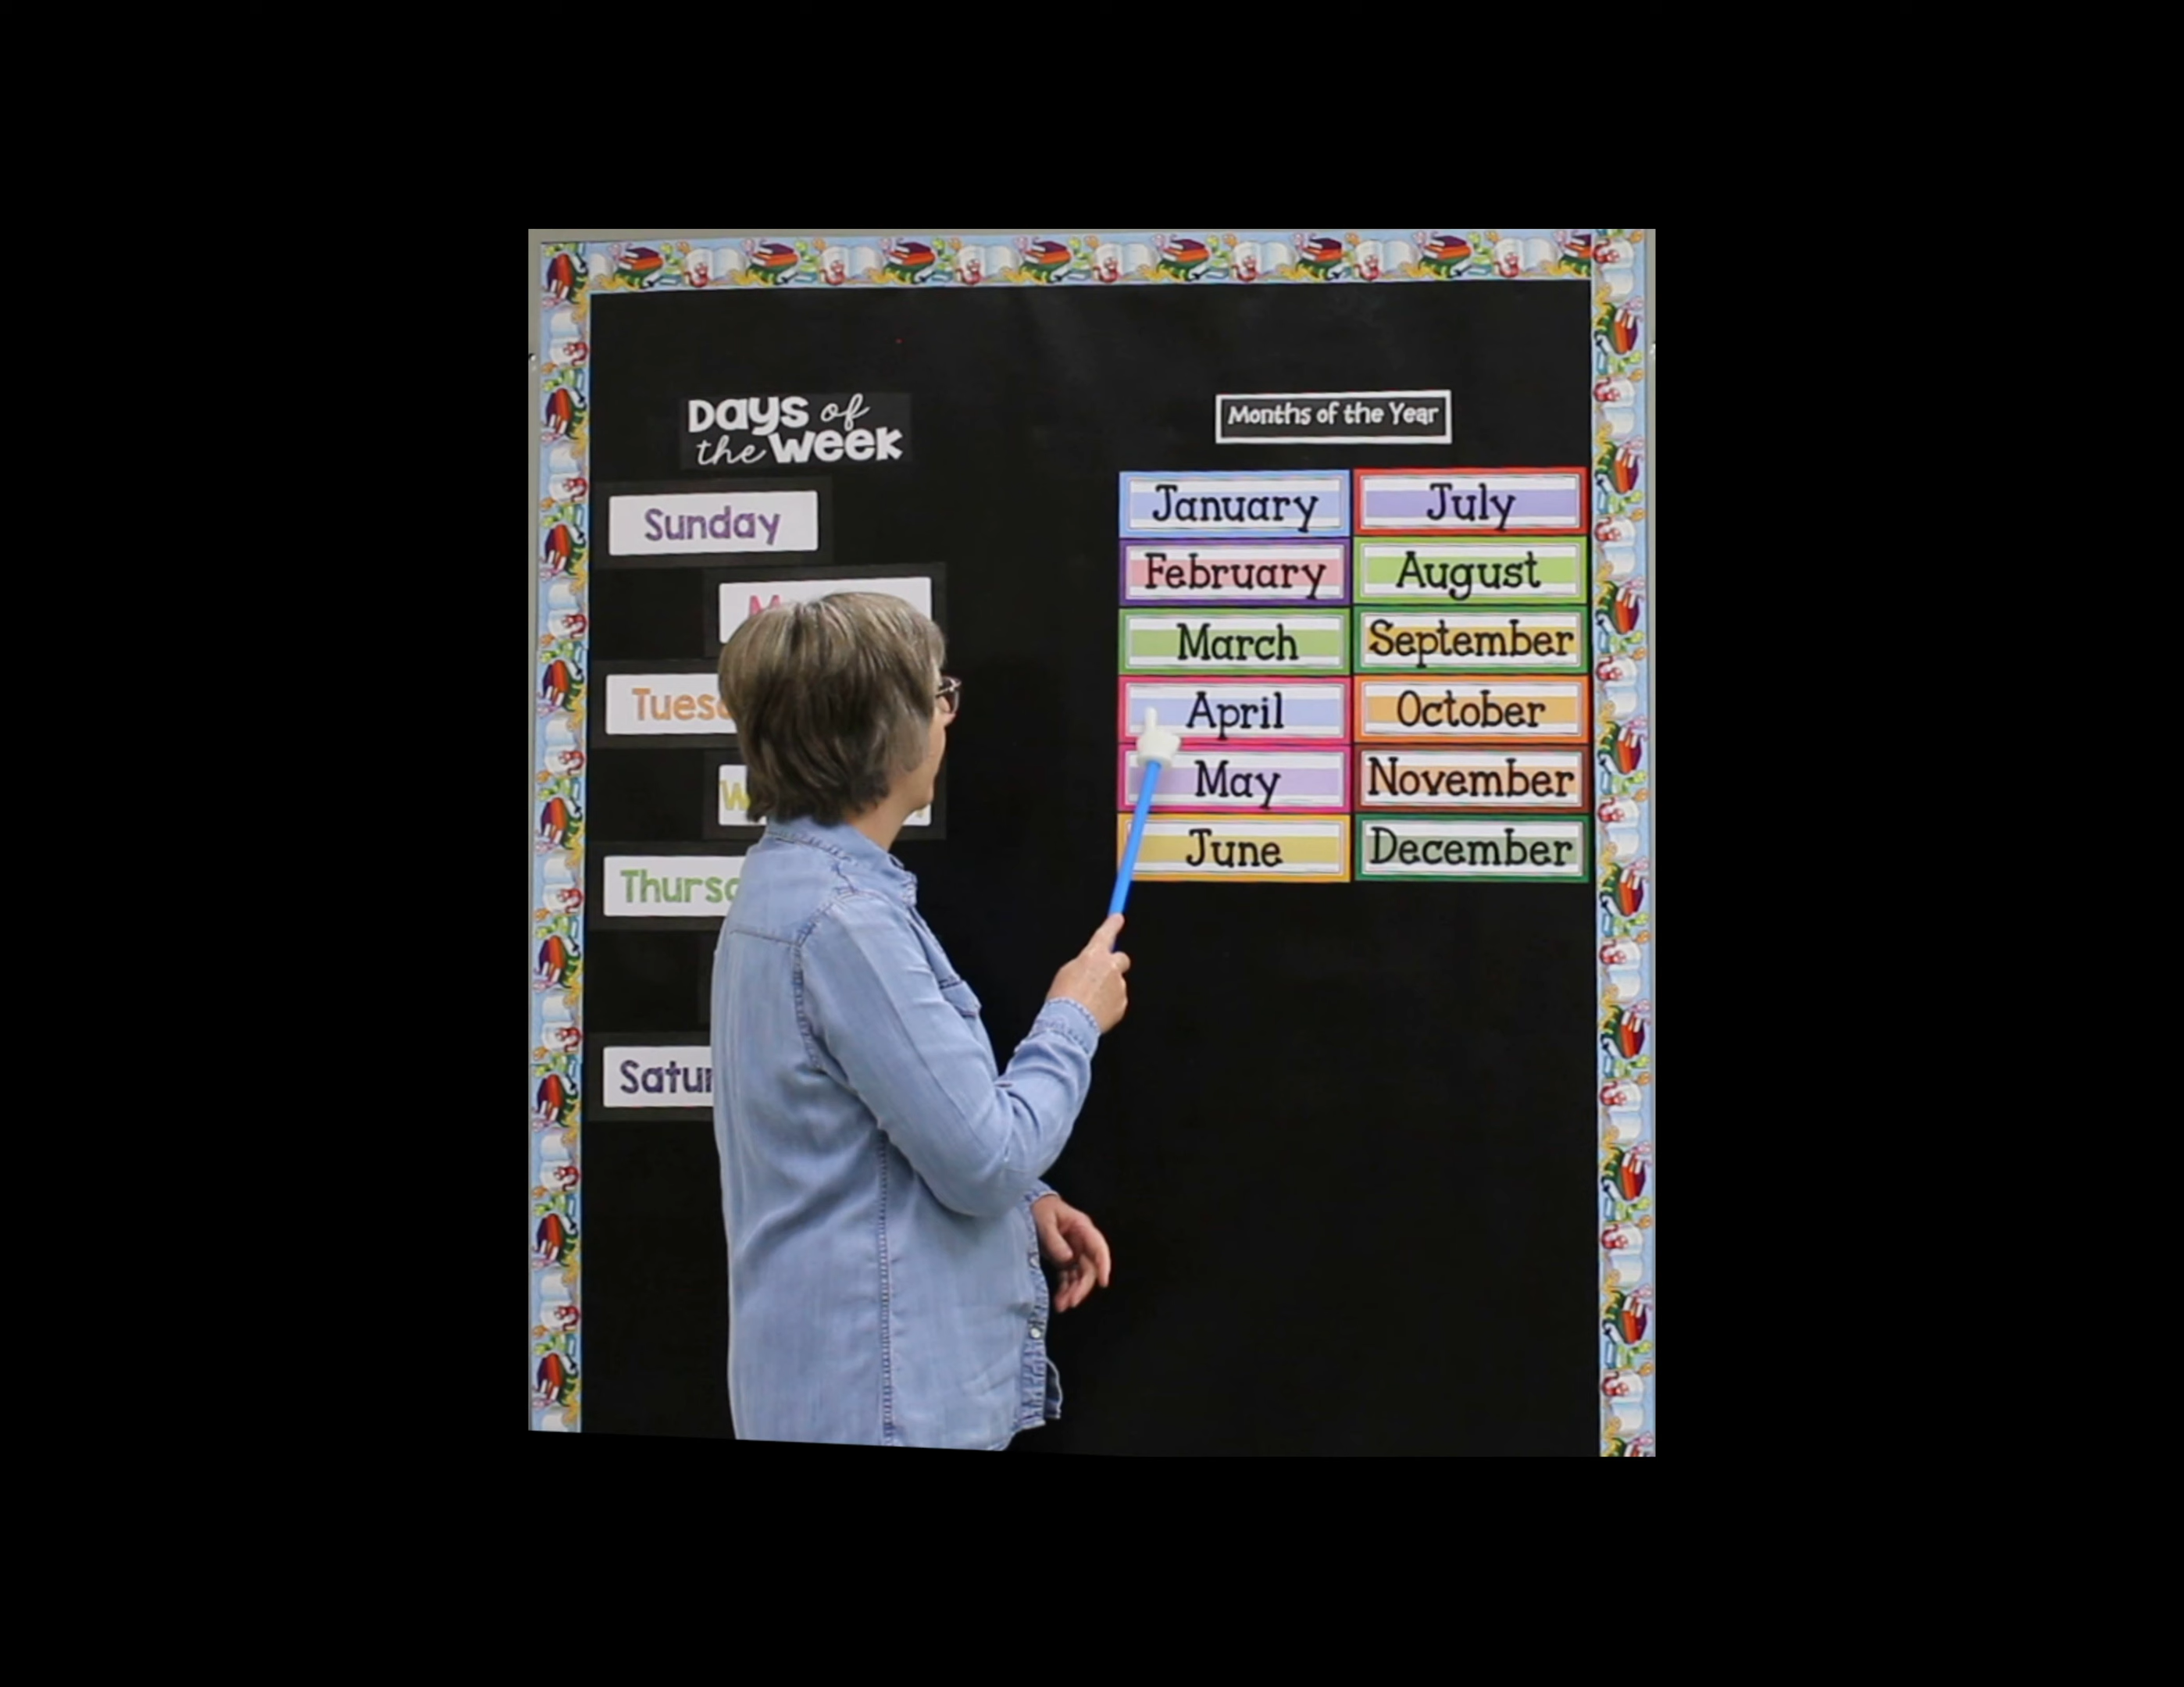 Days of
the week
Sunday
Months of the Year
January
February
March
April
May
June
July
August
September
October
November
December